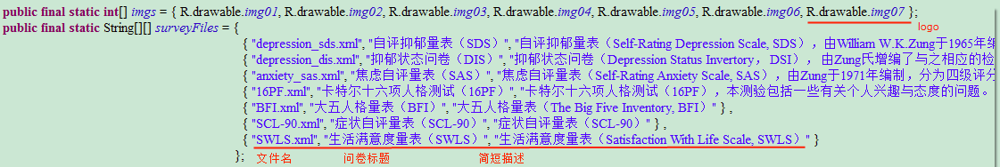 public final static int[] imgs = { R.drawable.img01, R.drawable.img02, R.drawable.img03, R.drawable.img04, R.drawable.img05, R.drawable.img06, R.drawable.img07 };
logo
public final static String[][] surveyFiles = {
{ "depression_sds.xml", "自评抑郁量表（SDS）", "自评抑郁量表（Self-Rating Depression Scale, SDS），由William W.K.Zung于1965年编
{ "depression_dis.xml", "抑郁状态问卷（DIS）", "抑郁状态问卷（Depression Status Invertory， DSI）， 由Zung氏增编了与之相应的检
{ "anxiety_sas.xml", "焦虑自评量表（SAS）", "焦虑自评量表（Self-Rating Anxiety Scale, SAS），由Zung于1971年编制，分为四级评分
{ "16PF.xml", "卡特尔十六项人格测试（16PF）", "卡特尔十六项人格测试（16PF），本测验包括一些有关个人兴趣与态度的问题。
{ "BFI.xml", "大五人格量表（BFI）", "大五人格量表（The Big Five Inventory, BFI）" } ,
{ "SCL-90.xml", "症状自评量表（SCL-90）", "症状自评量表（SCL-90）" } ,
{ "SWLS.xml", "生活满意度量表（SWLS）", "生活满意度量表（Satisfaction With Life Scale, SWLS）" }
}; 文件名 问卷标题 简短描述